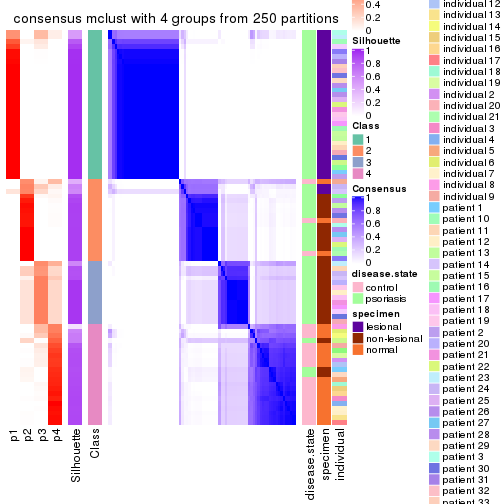 consensus mclust with 4 groups from 250 partitions
p1
p2
p3
p4
Silhouette
Class
disease.state
specimen
individual
0.4
0.2
0
Silhouette
1
0.8
0.6
0.4
0.2
0
Class
1
2
3
4
Consensus
1
0.8
0.6
0.4
0.2
0
disease.state
control
psoriasis
specimen
lesional
non-lesional
normal
individual 12
individual 13
individual 14
individual 15
individual 16
individual 17
individual 18
individual 19
individual 2
individual 20
individual 21
individual 3
individual 4
individual 5
individual 6
individual 7
individual 8
individual 9
patient 1
patient 10
patient 11
patient 12
patient 13
patient 14
patient 15
patient 16
patient 17
patient 18
patient 19
patient 2
patient 20
patient 21
patient 22
patient 23
patient 24
patient 25
patient 26
patient 27
patient 28
patient 29
patient 3
patient 30
patient 31
patient 32
patient 33